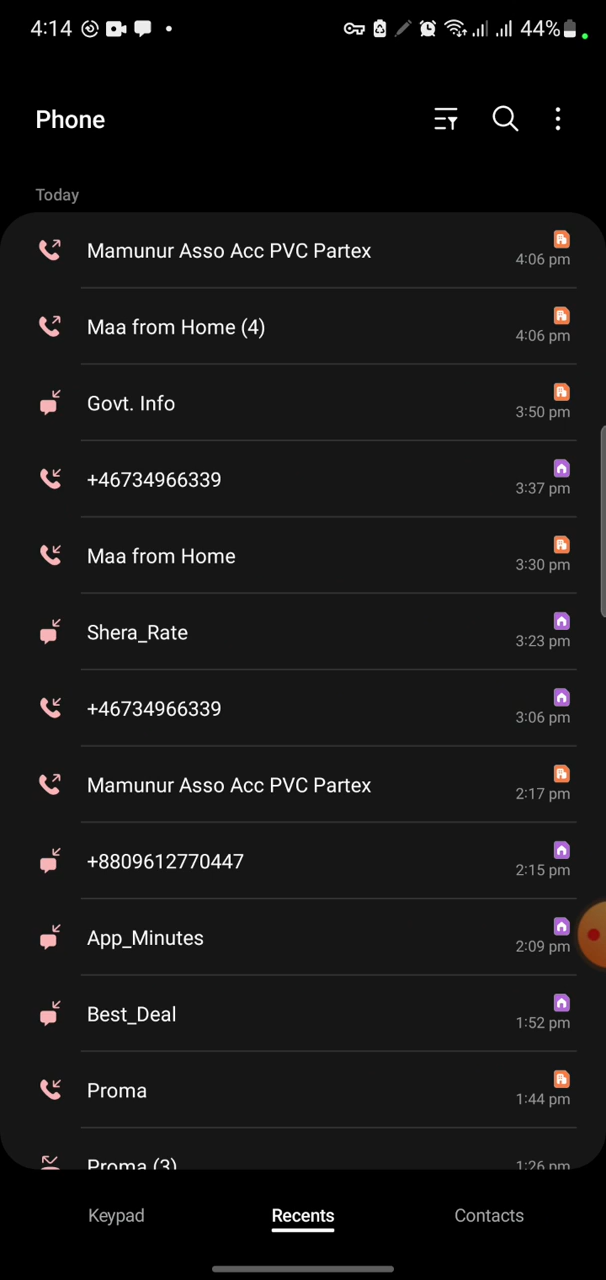 4:14
44%
Phone
Today
Mamunur Asso Acc PVC Partex
4:06 pm
Maa from Home (4)
4:06 pm
Govt. Info
3:50 pm
+46734966339
3:37 pm
Maa from Home
3:30 pm
Shera_Rate
3:23 pm
+46734966339
3:06 pm
Mamunur Asso Acc PVC Partex
2:17 pm
+8809612770447
2:15 pm
App_Minutes
2:09 pm
Best_Deal
1:52 pm
Proma
1:44 pm
Proma (3)
1:26 pm
Keypad
Recents
Contacts